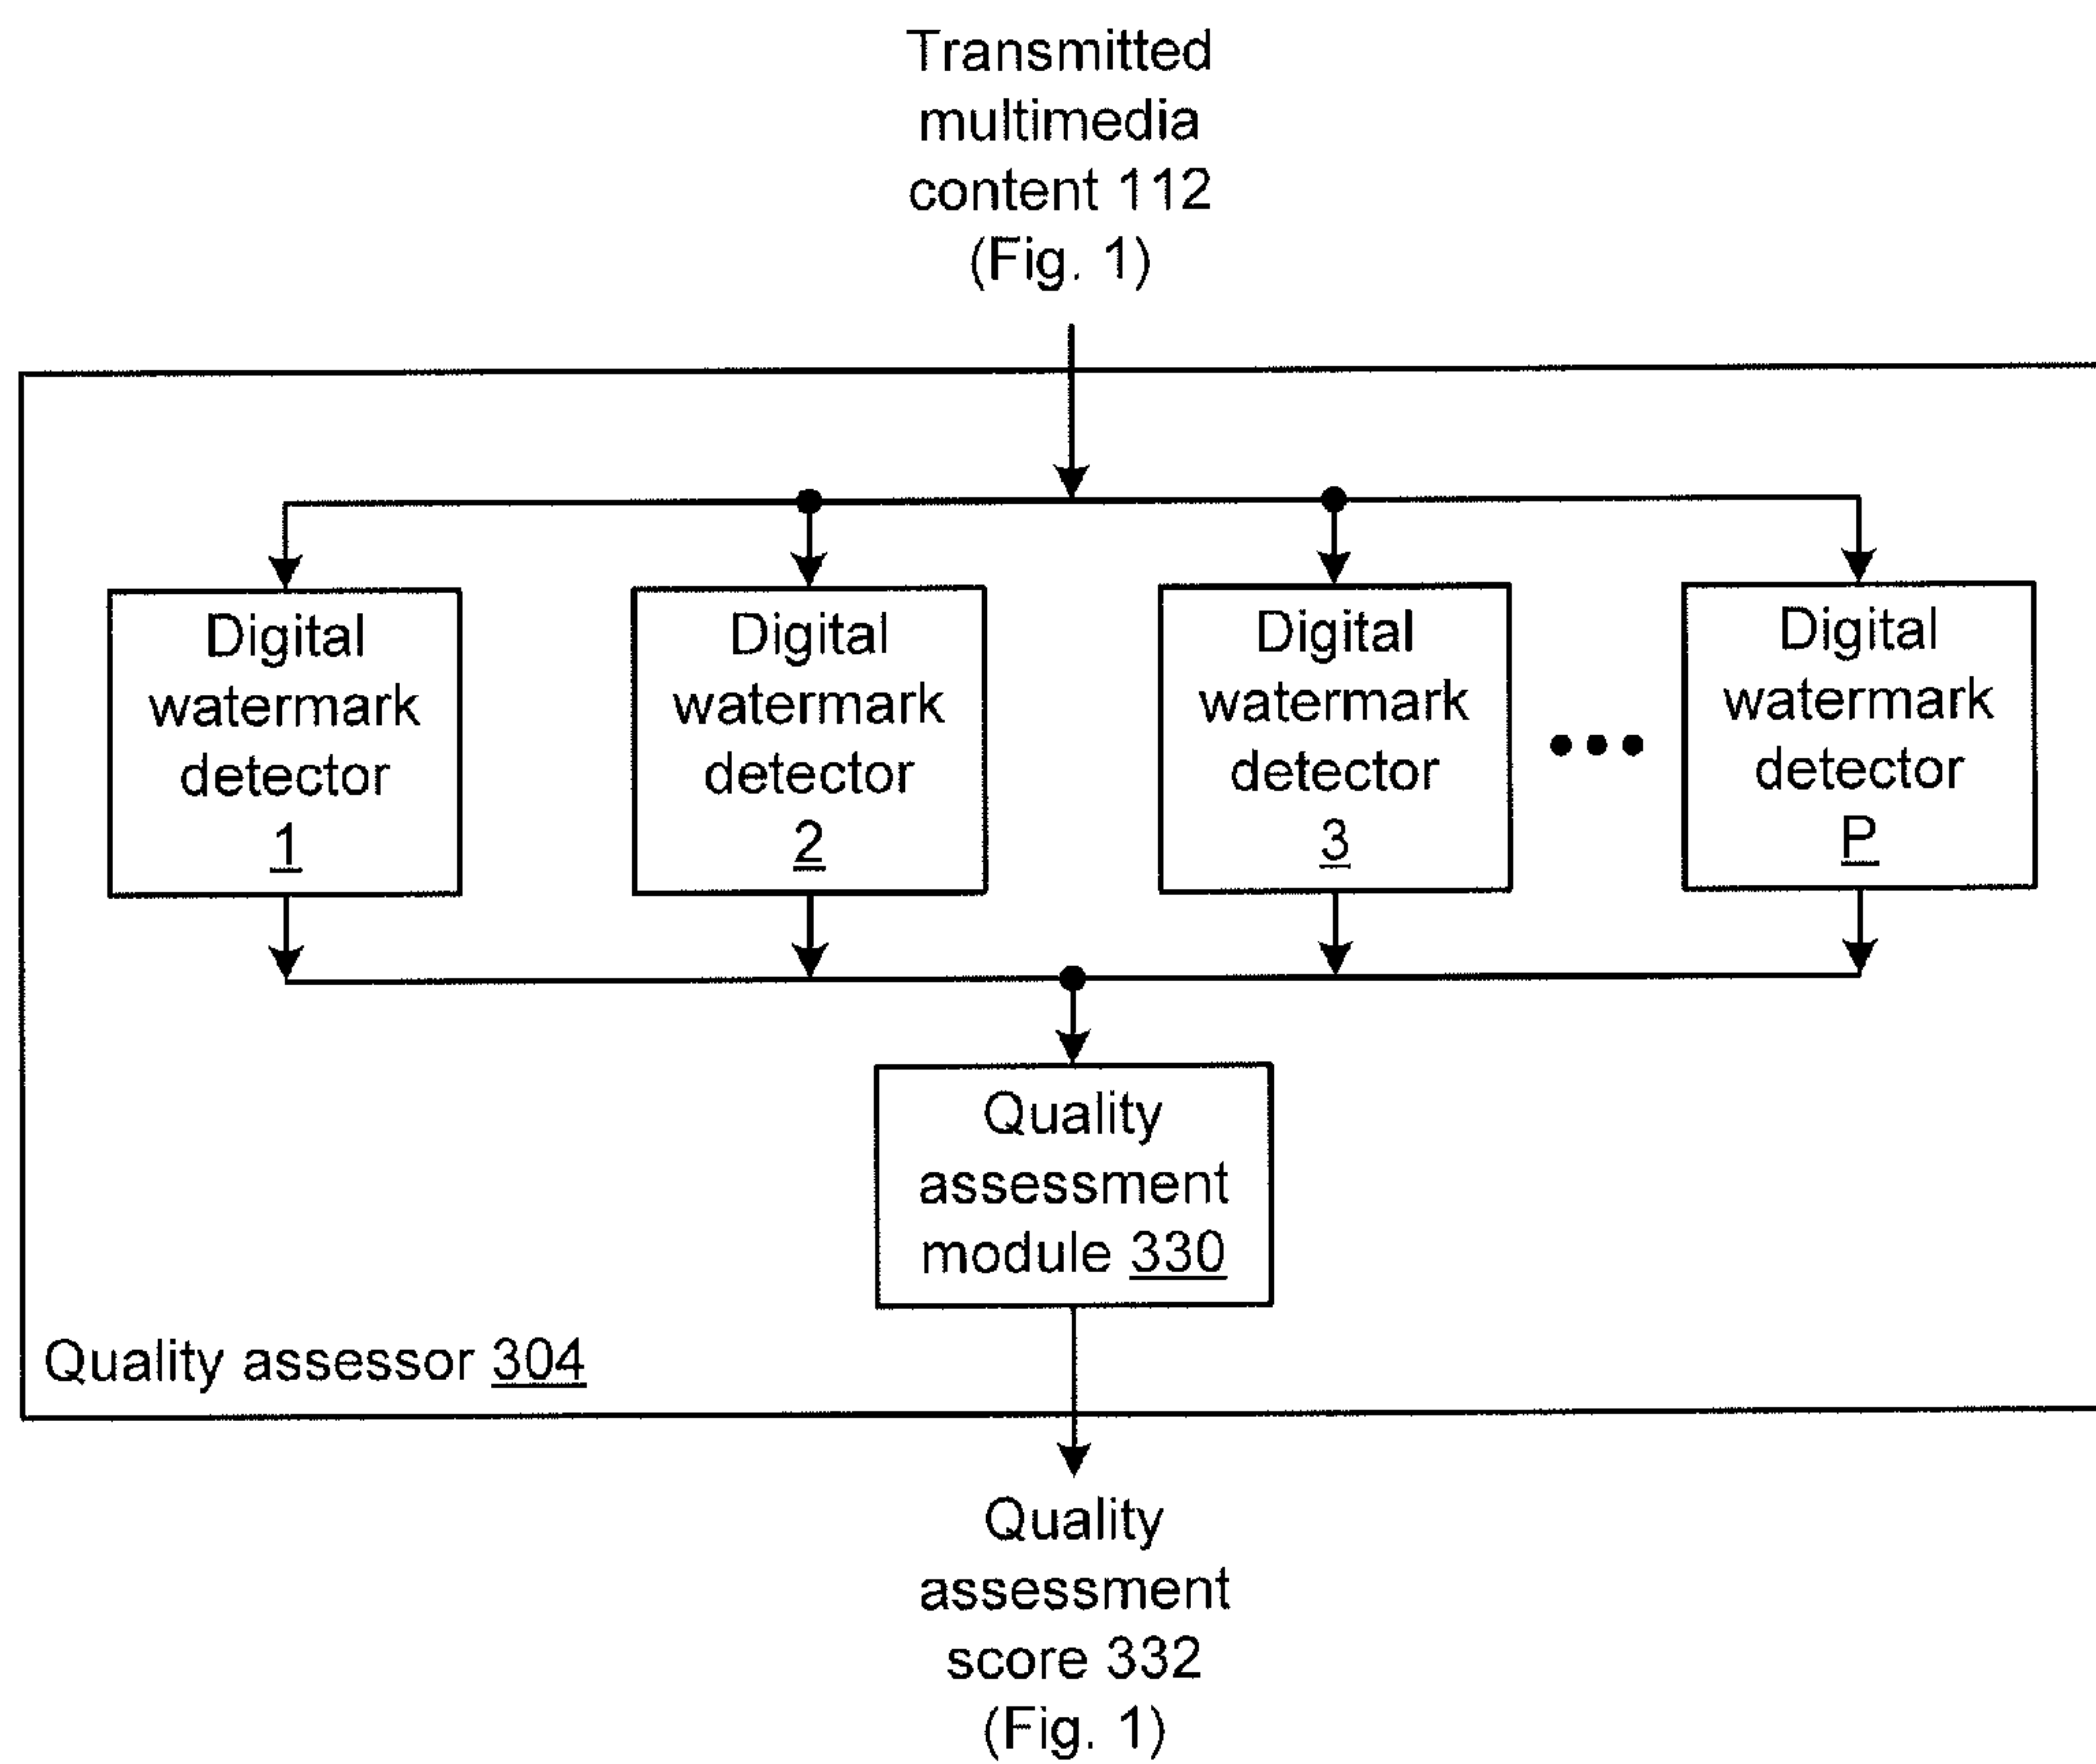 Transmitted
multimedia
content 112
(Fig. 1)
Digital
watermark
detector
1
Digital
watermark
detector
2
Digital
watermark
detector
3
Digital
watermark
detector
P
Quality
assessment
module 330
Quality assessor 304
Quality
assessment
score 332
(Fig. 1)